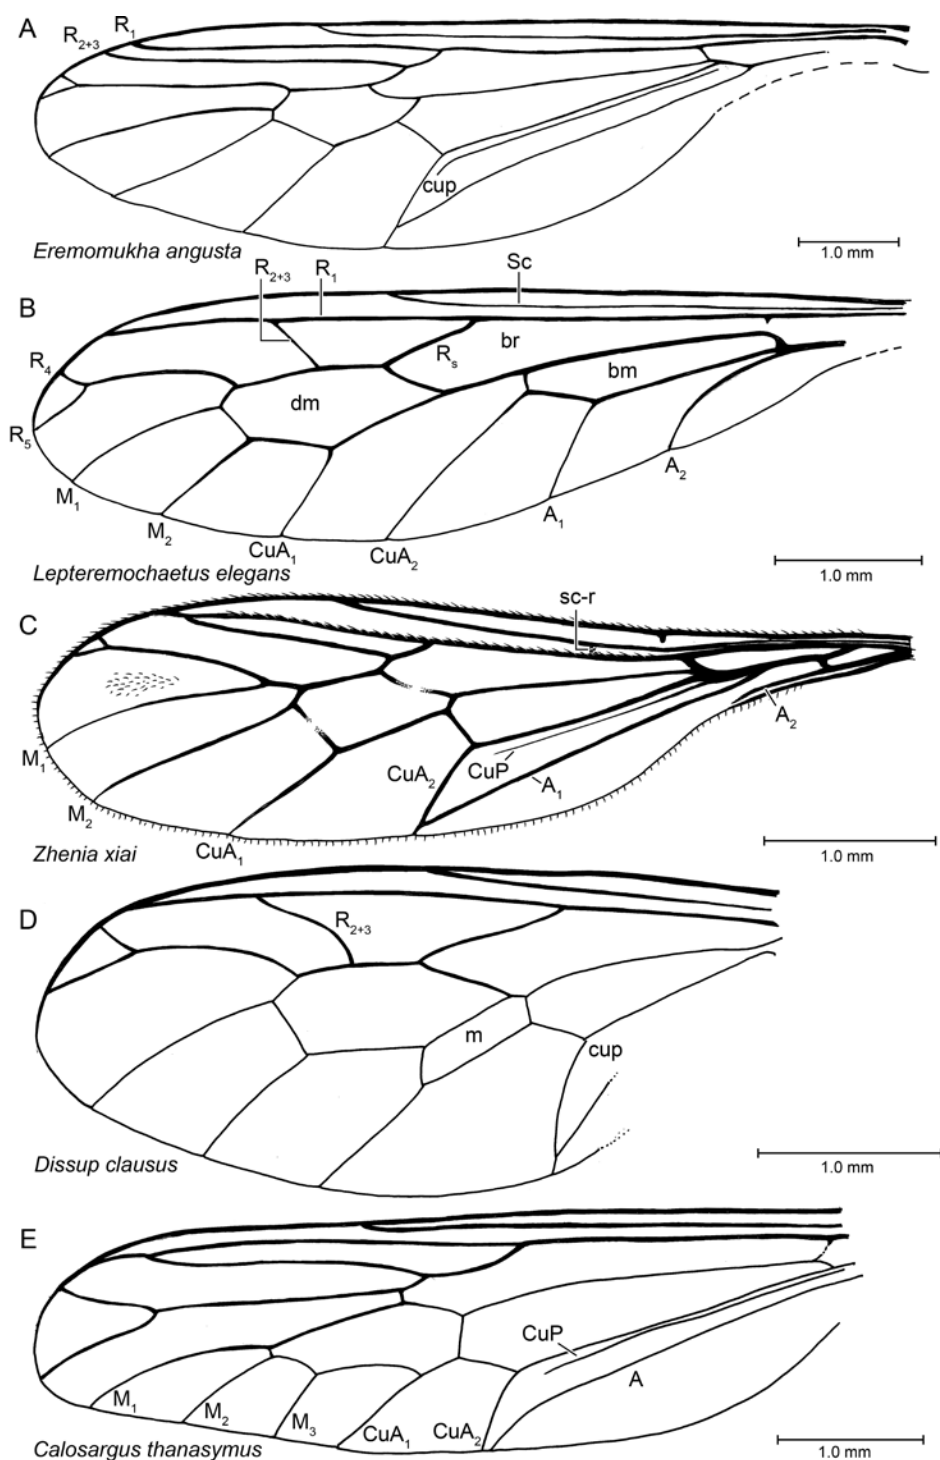 A
R2+3
R1
cup
Eremomukha angusta
1.0 mm
B
R2+3
R1
Sc
R4
Rs
br
bm
dm
R5
M1
M2
CuA1
CuA2
A1
A2
Lepteremochaetus elegans
1.0 mm
C
sc-r
A2
M1
M2
CuA1
CuA2
CuP
A1
Zhenia xiai
1.0 mm
D
R2+3
m
cup
Dissup clausus
1.0 mm
E
CuP
A
M1
M2
M3
CuA1
CuA2
Calosargus thanasymus
1.0 mm